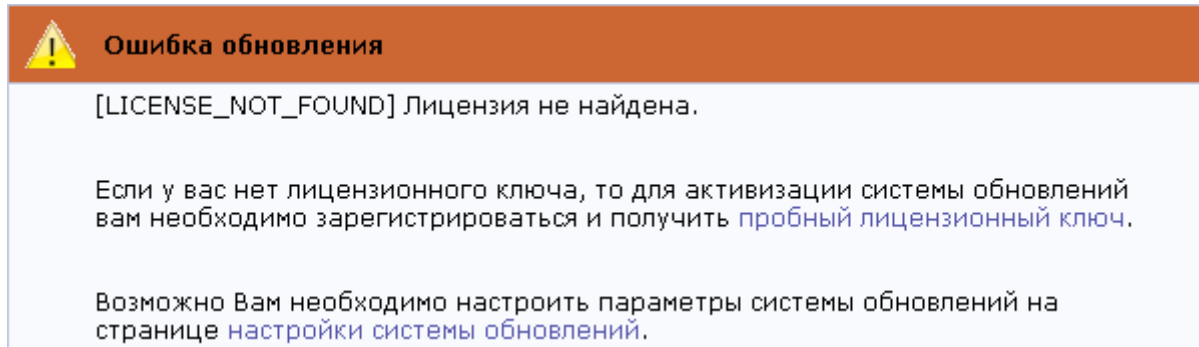 Ошибка обновления
[LICENSE_NOT_FOUND] Лицензия не найдена.
Если у вас нет лицензионного ключа, то для активизации системы обновлений
вам необходимо зарегистрироваться и получить пробный лицензионный ключ.
Возможно Вам необходимо настроить параметры системы обновлений на
странице настройки системы обновлений.